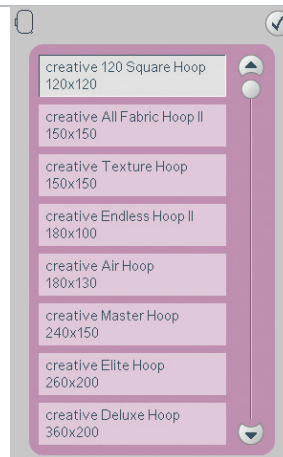 creative 120 Square Hoop
120x120
creative All Fabric Hoop II
150x150
creative Texture Hoop
150x150
creative Endless Hoop II
180x100
creative Air Hoop
180x130
creative Master Hoop
240x150
creative Elite Hoop
260x200
creative Deluxe Hoop
360x200